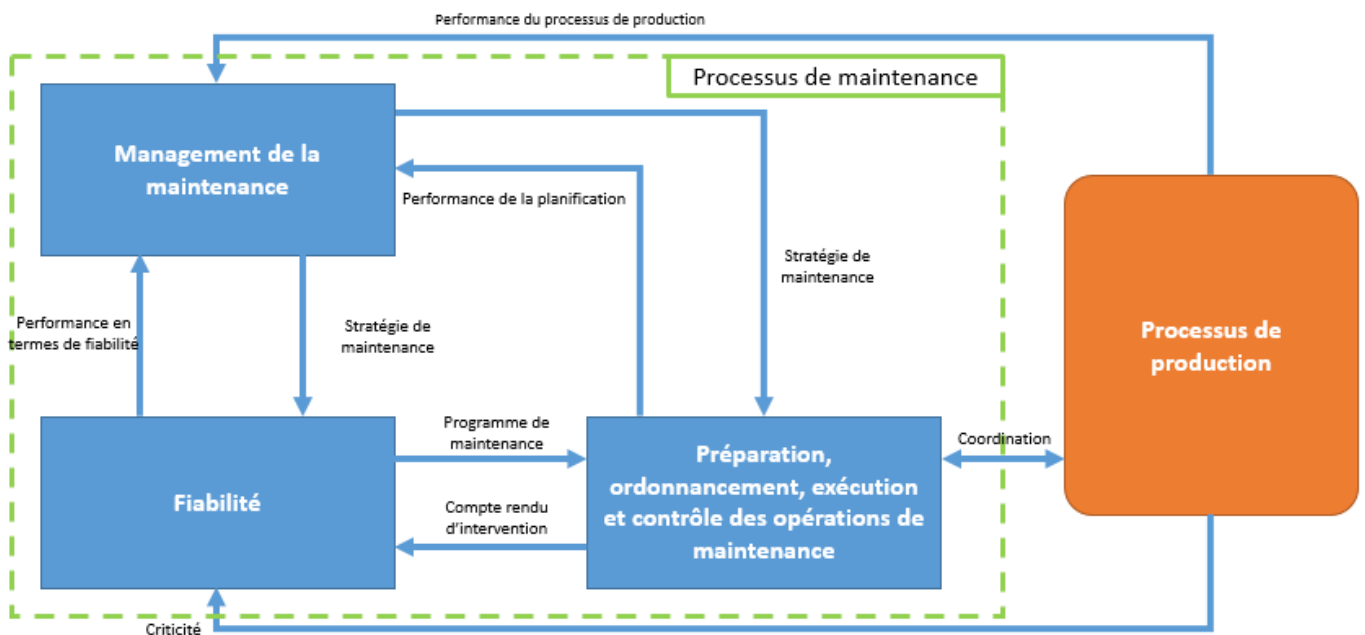 Performance du processus de production
Processus de maintenance
Management de la
maintenance
Performance de la planification
Stratégie de
maintenance
Performance en
termes de fiabilité
Stratégie de
maintenance
Processus de
production
Fiabilité
Programme de
maintenance
Compte rendu
d'intervention
Préparation,
ordonnancement, exécution
et contrôle des opérations de
maintenance
Coordination
Criticité